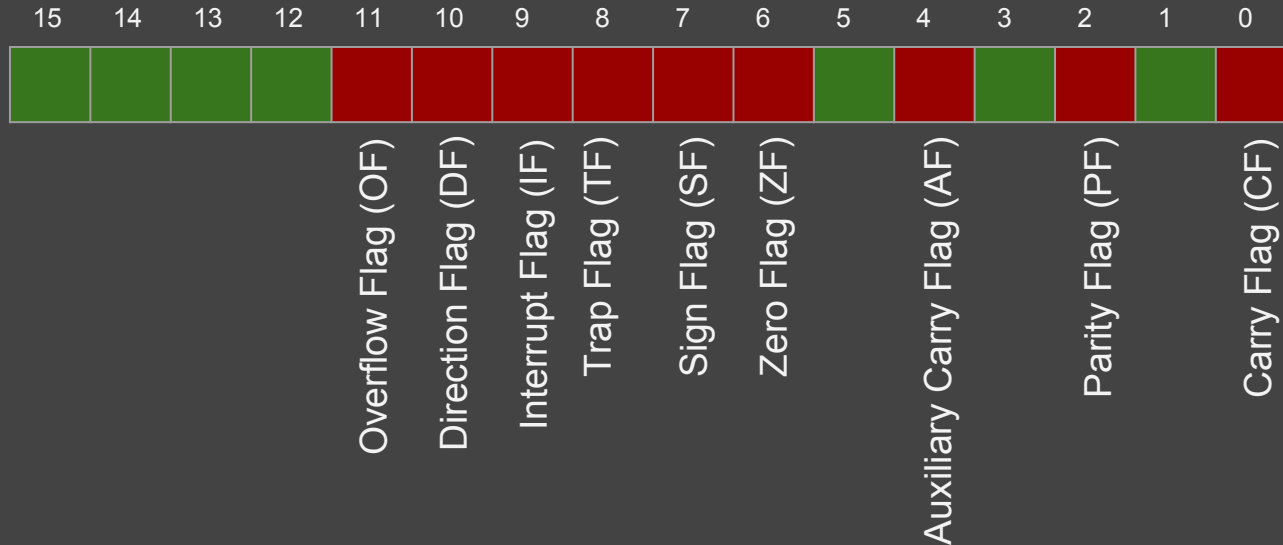 15 14 13 12 11 10 9 8 7 6 5 4 3 2 1 0
Overflow Flag (OF)
Direction Flag (DF)
Interrupt Flag (IF)
Trap Flag (TF)
Sign Flag (SF)
Zero Flag (ZF)
Auxiliary Carry Flag (AF)
Parity Flag (PF)
Carry Flag (CF)